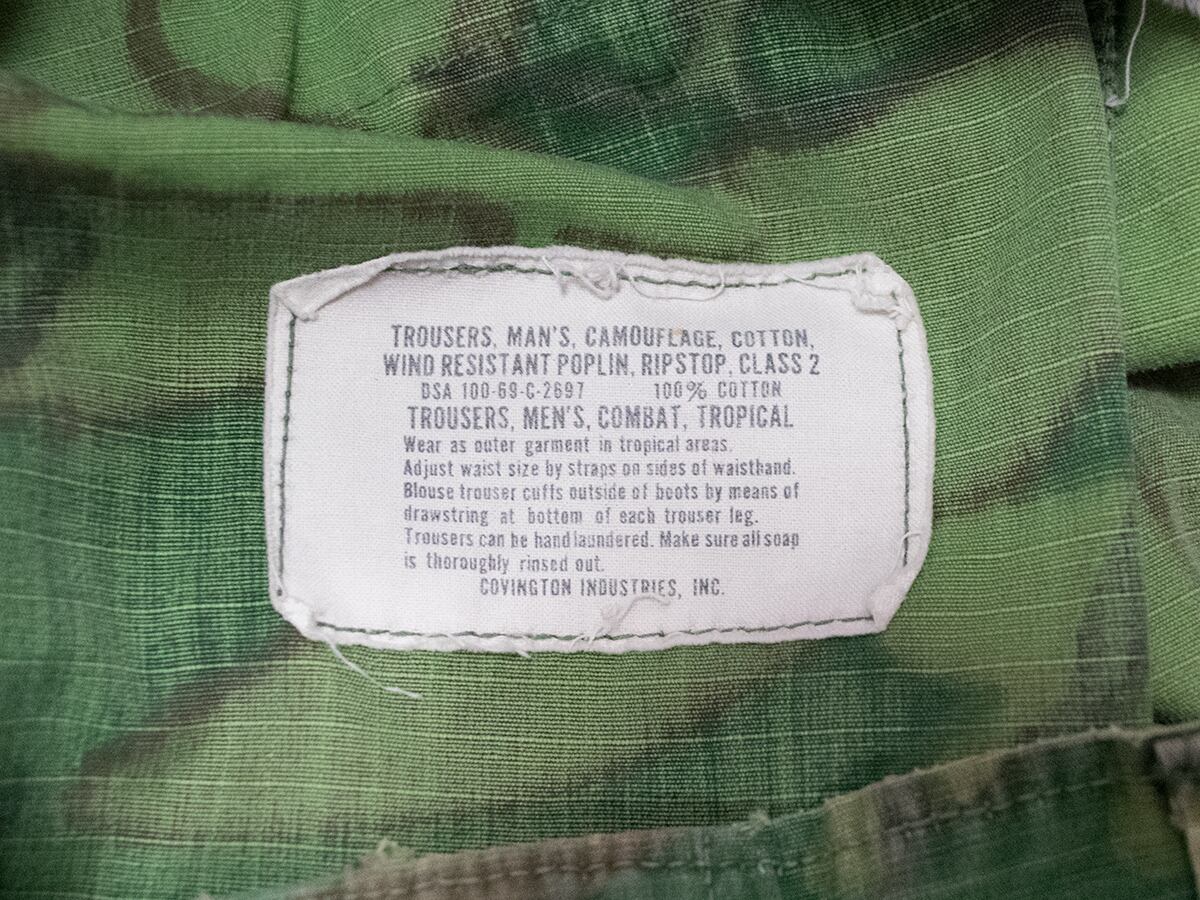 TROUSERS, MAN'S, CAMOUFLAGE, COTTON,
WIND RESISTANT POPLIN, RIPSTOP, CLASS 2
DSA 100-69-C-2697 100% COTTON
TROUSERS, MEN'S, COMBAT, TROPICAL
Wear as outer garment in tropical areas.
Adjust waist size by straps on sides of waistband.
Blouse trouser cuffs outside of boots by means of
drawstring at bottom of each trouser leg.
Trousers can be hand laundered. Make sure all soap
is thoroughly rinsed out.
COVINGTON INDUSTRIES, INC.